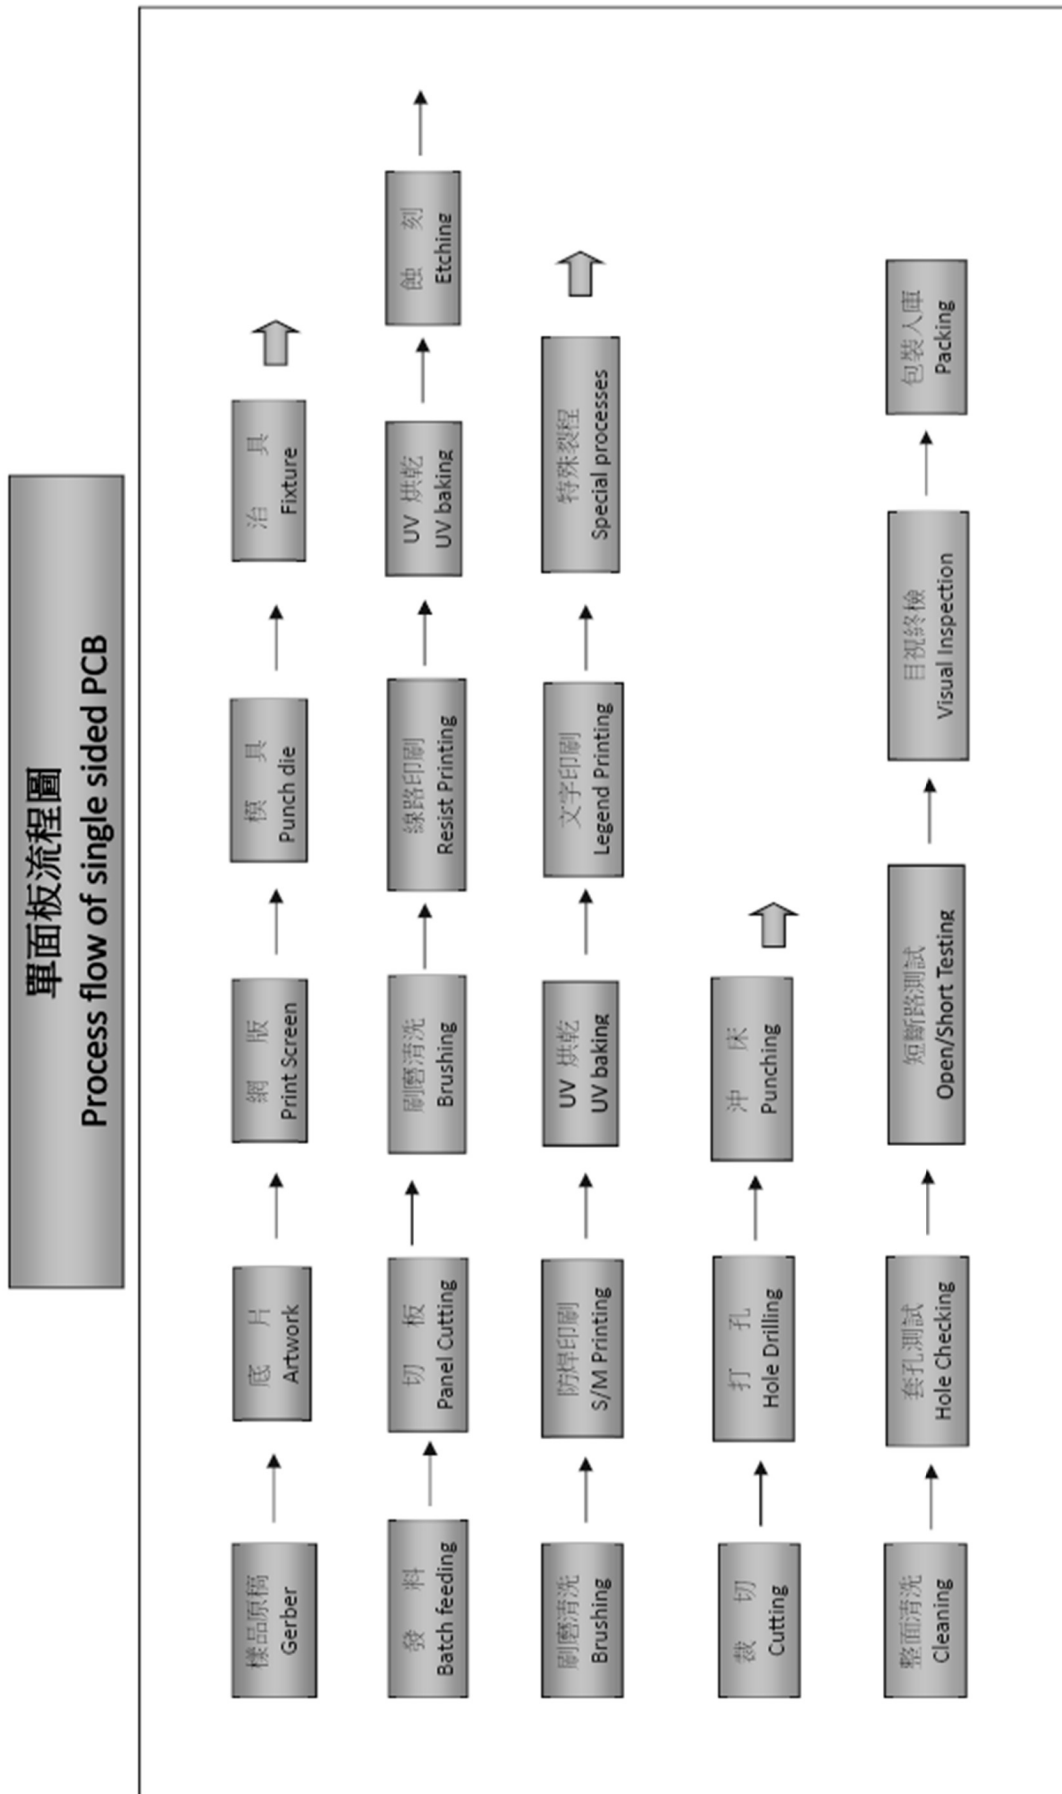 單面板流程圖
Process flow of single sided PCB
樣品原稿
Gerber
底 片
Artwork
網 版
Print Screen
模 具
Punch die
治 具
Fixture
發 料
Batch feeding
切 板
Panel Cutting
刷磨清洗
Brushing
線路印刷
Resist Printing
UV 烘乾
UV baking
蝕 刻
Etching
刷磨清洗
Brushing
防焊印刷
S/M Printing
UV 烘乾
UV baking
文字印刷
Legend Printing
特殊裂程
Special processes
裁 切
Cutting
打 孔
Hole Drilling
沖 床
Punching
整面清洗
Cleaning
套孔測試
Hole Checking
短斷路測試
Open/Short Testing
目視終檢
Visual Inspection
包裝入庫
Packing